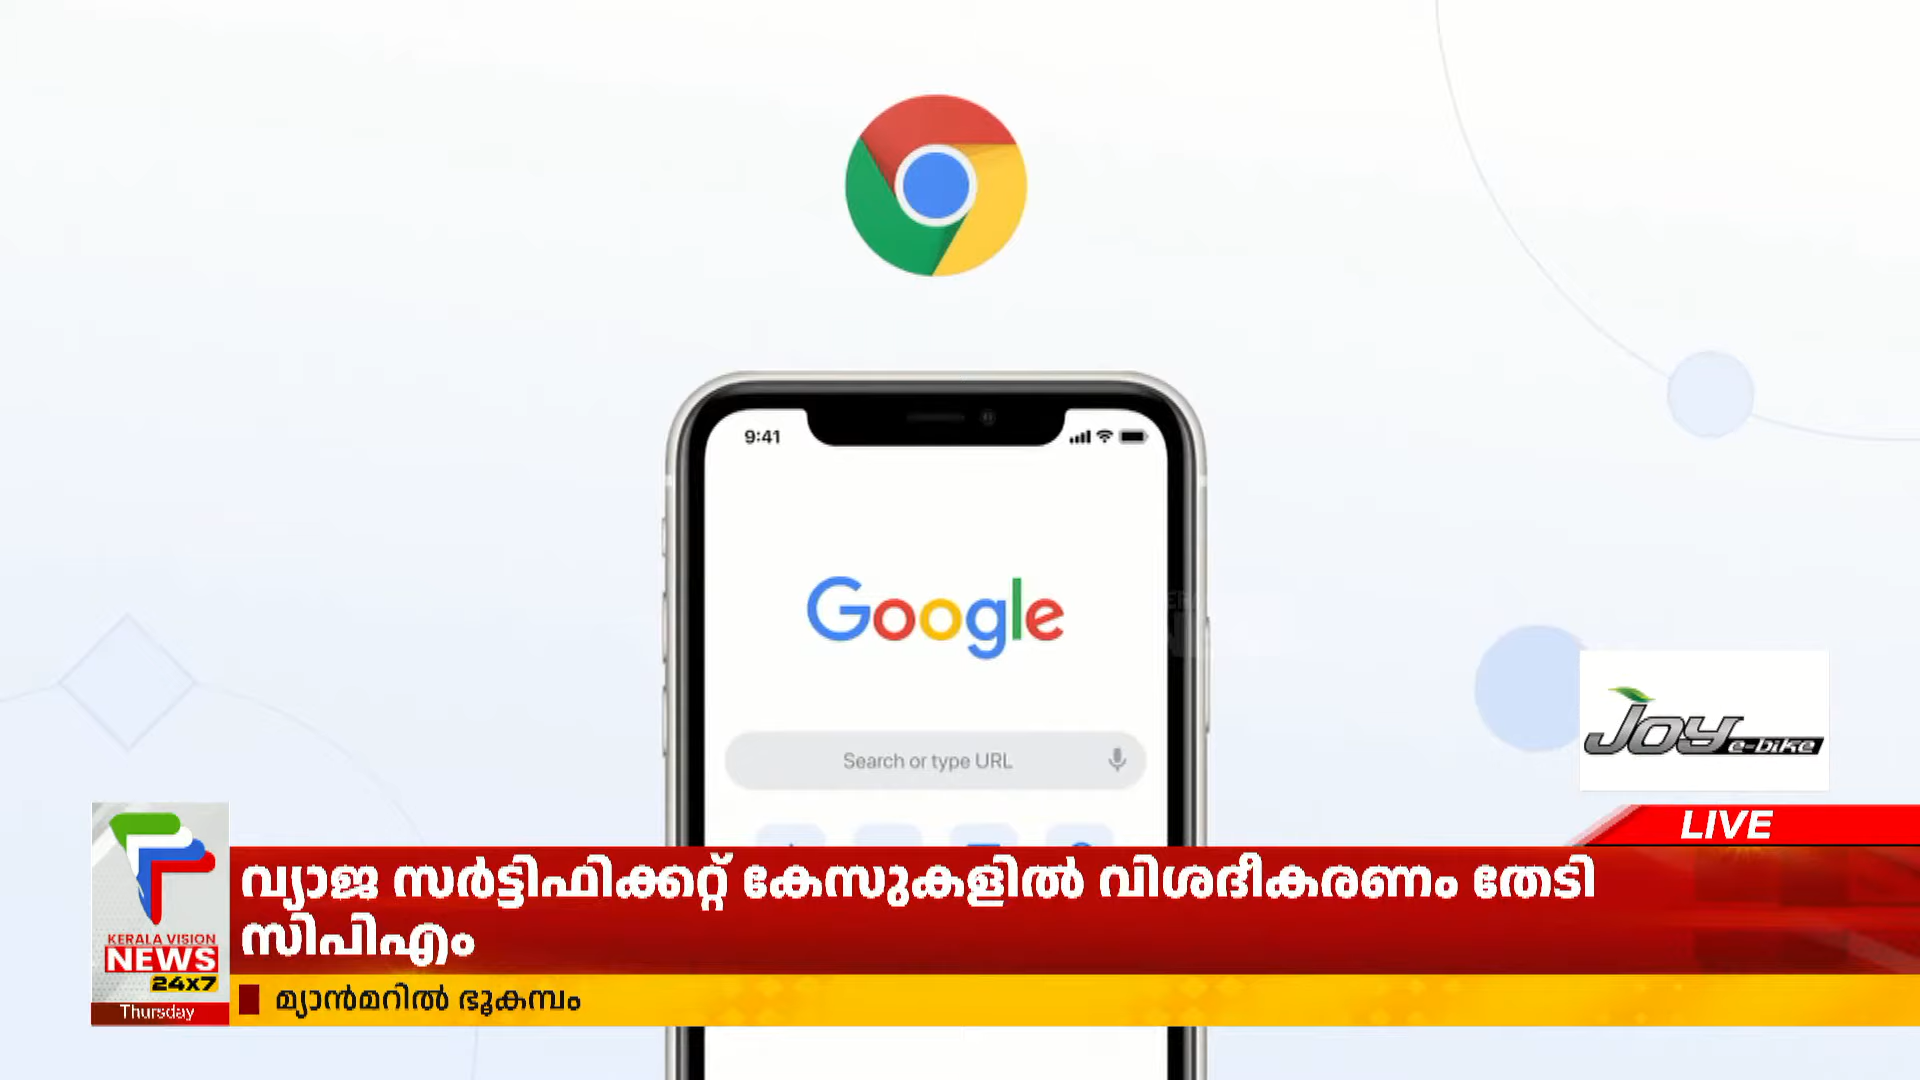 9:41
Google
Search or type URL
Joy e-bike
LIVE
വ്യാജ സർട്ടിഫിക്കറ്റ് കേസുകളിൽ വിശദീകരണം തേടി
സിപിഎം
KERALA VISION
NEWS
24x7
Thursday
മ്യാൻമറിൽ ഭൂകമ്പം